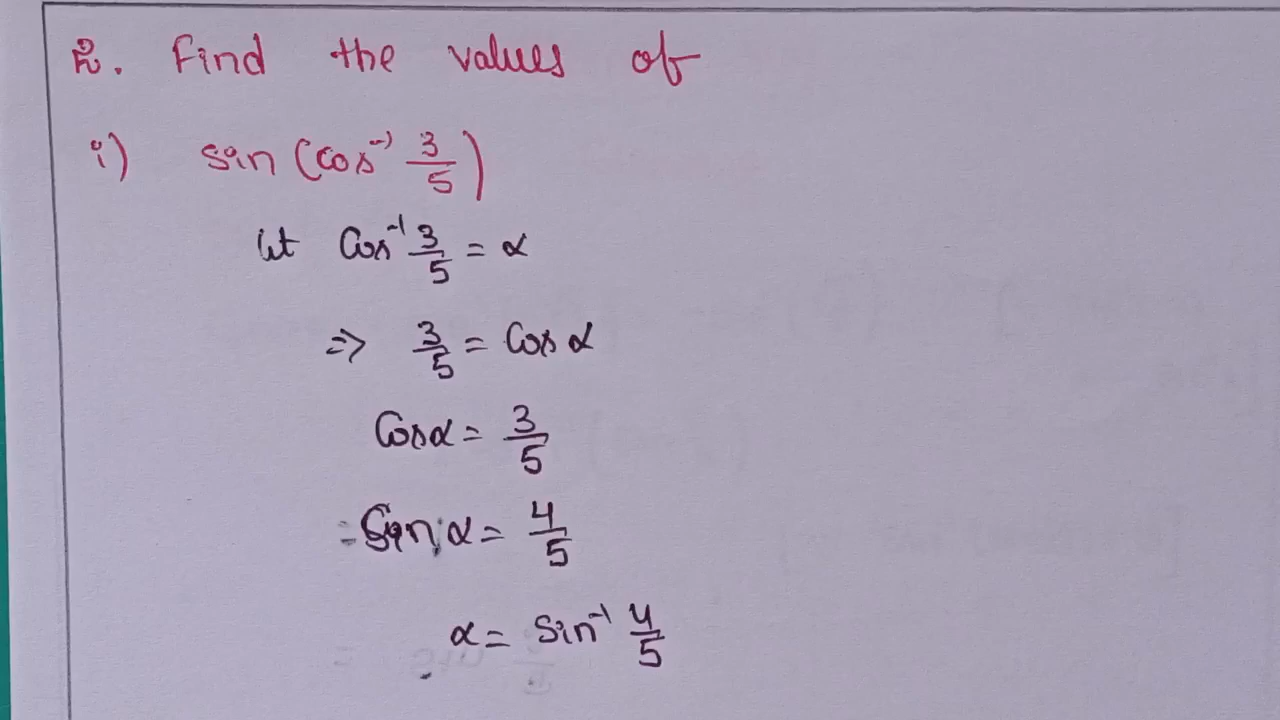 2. Find the values of
i) sin (cos⁻¹ 3/5)
let Cos⁻¹ 3/5 = α
⇒ 3/5 = Cos α
Cosα = 3/5
Sin α = 4/5
α = Sin⁻¹ 4/5